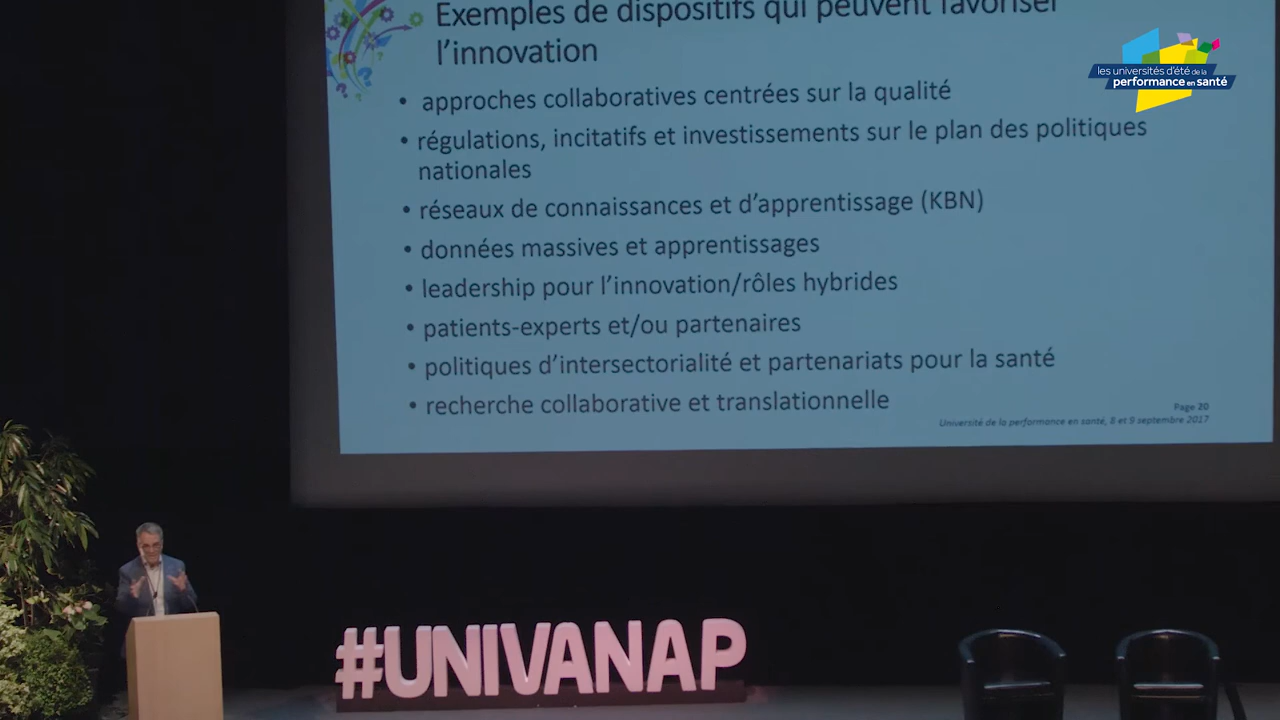 Exemples de dispositifs qui peuvent favoriser
l'innovation
les universités d'été de la
performance en santé
• approches collaboratives centrées sur la qualité
• régulations, incitatifs et investissements sur le plan des politiques
nationales
• réseaux de connaissances et d'apprentissage (KBN)
• données massives et apprentissages
• leadership pour l'innovation/rôles hybrides
• patients-experts et/ou partenaires
• politiques d'intersectorialité et partenariats pour la santé
• recherche collaborative et translationnelle
Page 20
Université de la performance en santé, 8 et 9 septembre 2017
#UNIVANAP